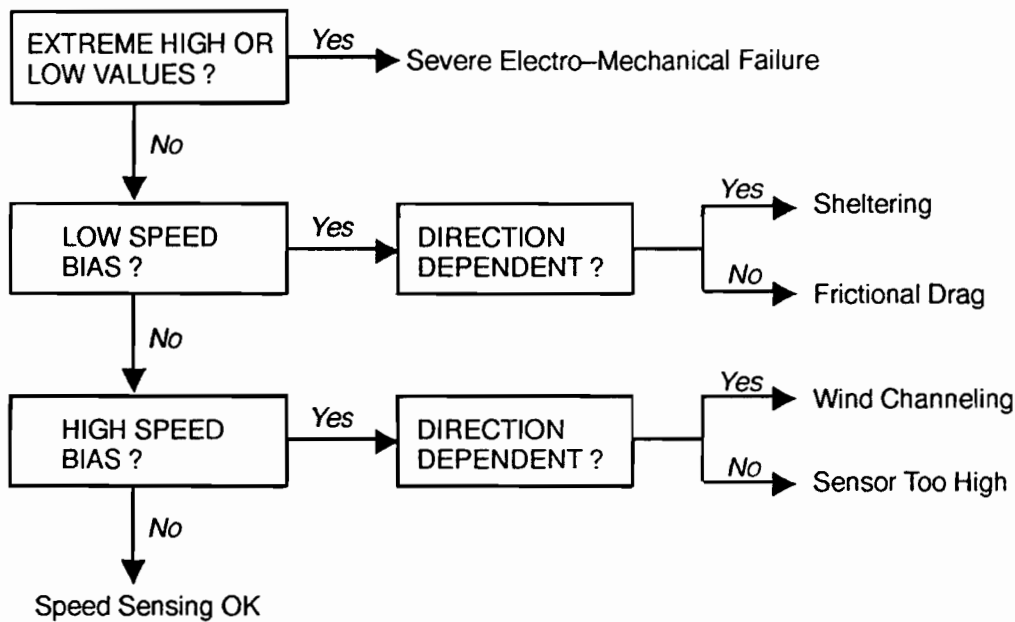 EXTREME HIGH OR
LOW VALUES ?
Yes
Severe Electro–Mechanical Failure
No
LOW SPEED
BIAS ?
Yes
DIRECTION
DEPENDENT ?
Yes
Sheltering
No
Frictional Drag
No
HIGH SPEED
BIAS ?
Yes
DIRECTION
DEPENDENT ?
Yes
Wind Channeling
No
Sensor Too High
No
Speed Sensing OK